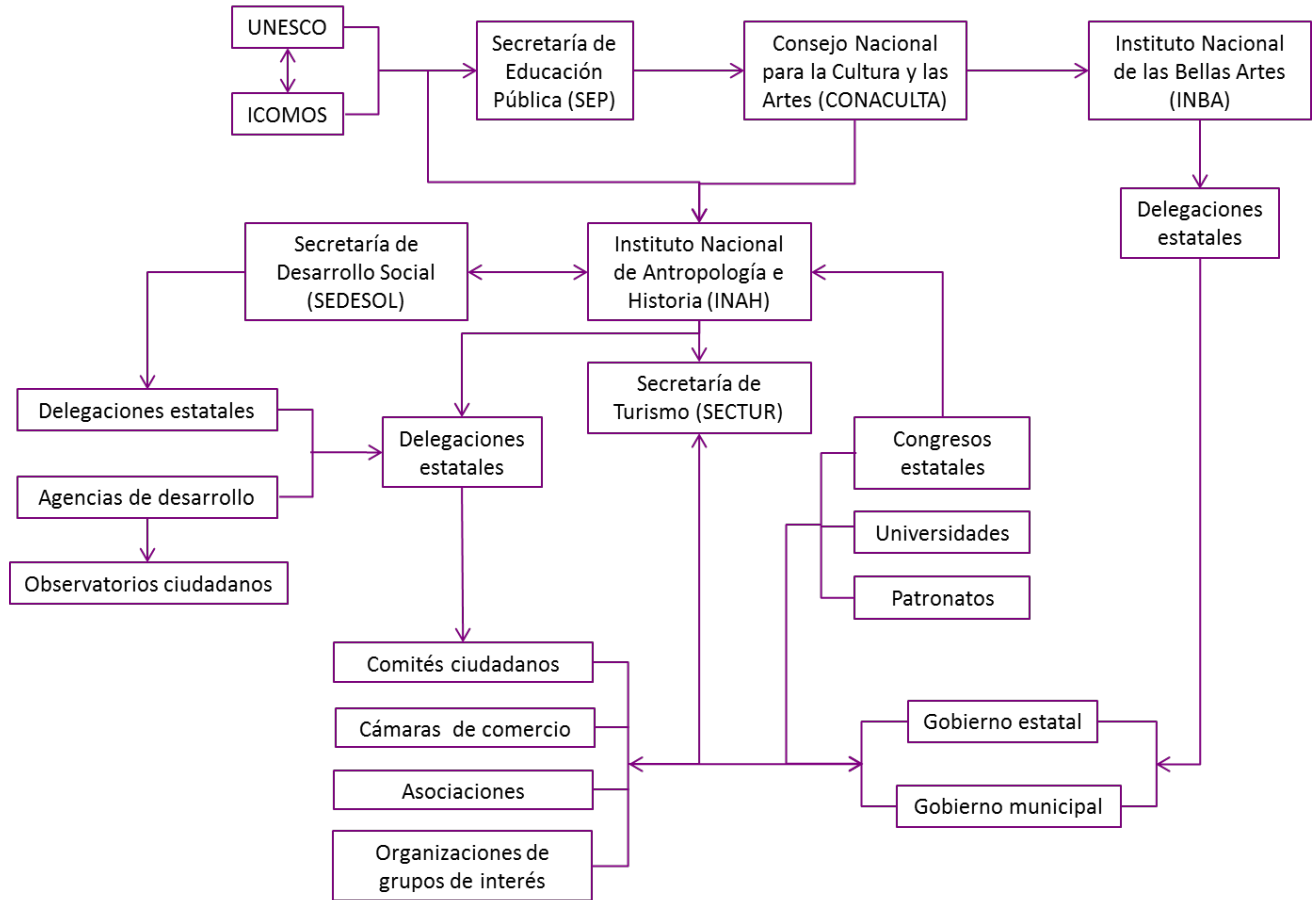 UNESCO
ICOMOS
Secretaría de
Educación
Pública (SEP)
Consejo Nacional
para la Cultura y las
Artes (CONACULTA)
Instituto Nacional
de las Bellas Artes
(INBA)
Delegaciones
estatales
Secretaría de
Desarrollo Social
(SEDESOL)
Instituto Nacional
de Antropología e
Historia (INAH)
Secretaría de
Turismo (SECTUR)
Delegaciones estatales
Delegaciones
estatales
Congresos
estatales
Agencias de desarrollo
Universidades
Observatorios ciudadanos
Patronatos
Comités ciudadanos
Cámaras de comercio
Asociaciones
Organizaciones de
grupos de interés
Gobierno estatal
Gobierno municipal